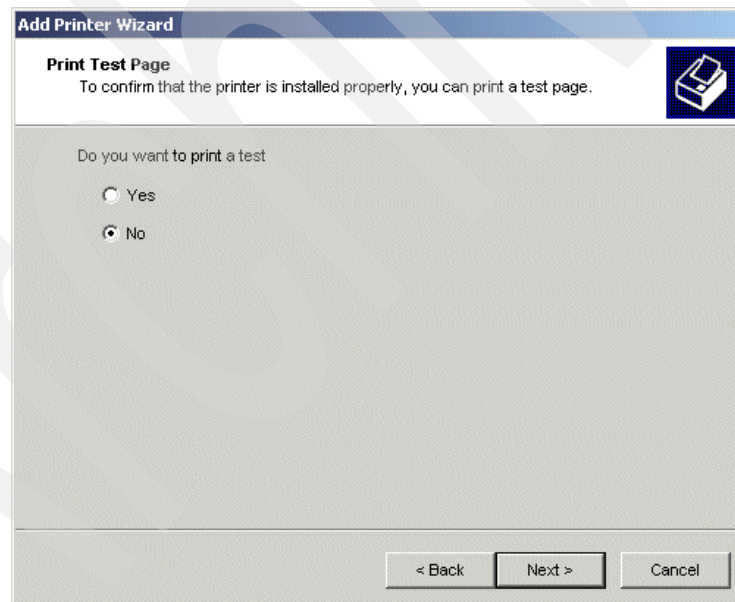 Add Printer Wizard
Print Test Page
To confirm that the printer is installed properly, you can print a test page.
Do you want to print a test
Yes
No
< Back
Next >
Cancel